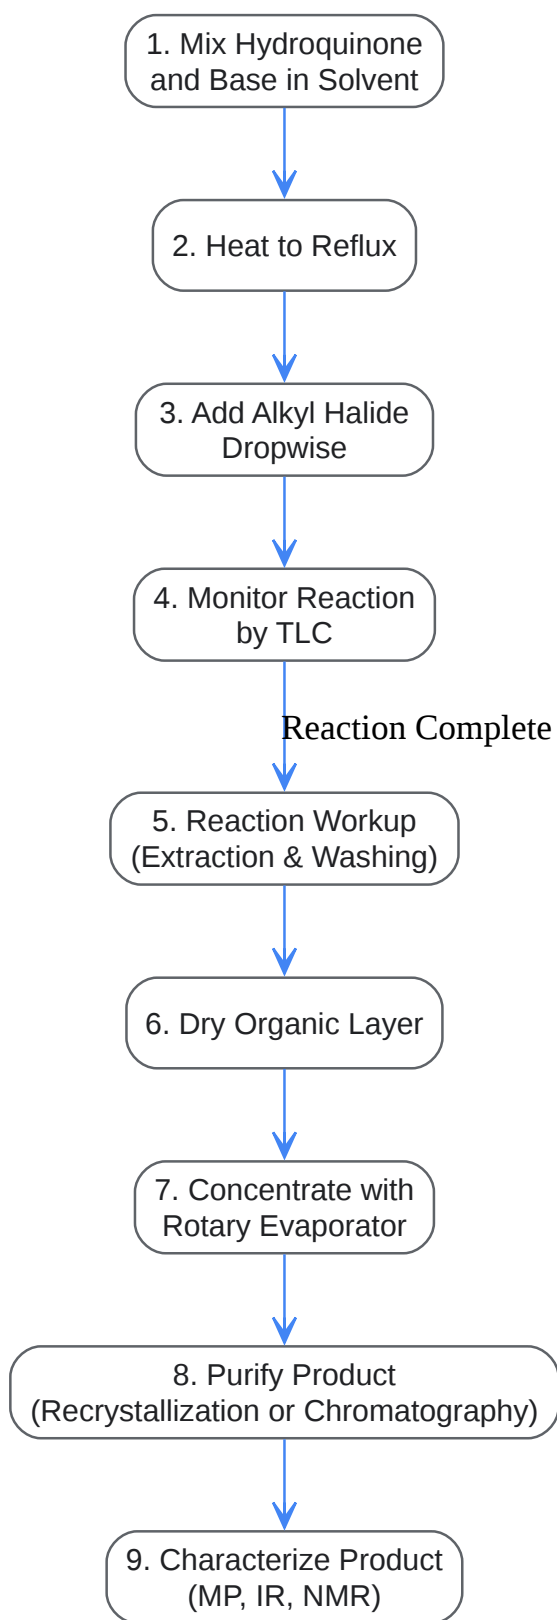 1. Mix Hydroquinone
and Base in Solvent
2. Heat to Reflux
3. Add Alkyl Halide
Dropwise
4. Monitor Reaction
by TLC
Reaction Complete
5. Reaction Workup
(Extraction & Washing)
6. Dry Organic Layer
7. Concentrate with
Rotary Evaporator
8. Purify Product
(Recrystallization or Chromatography)
9. Characterize Product
(MP, IR, NMR)